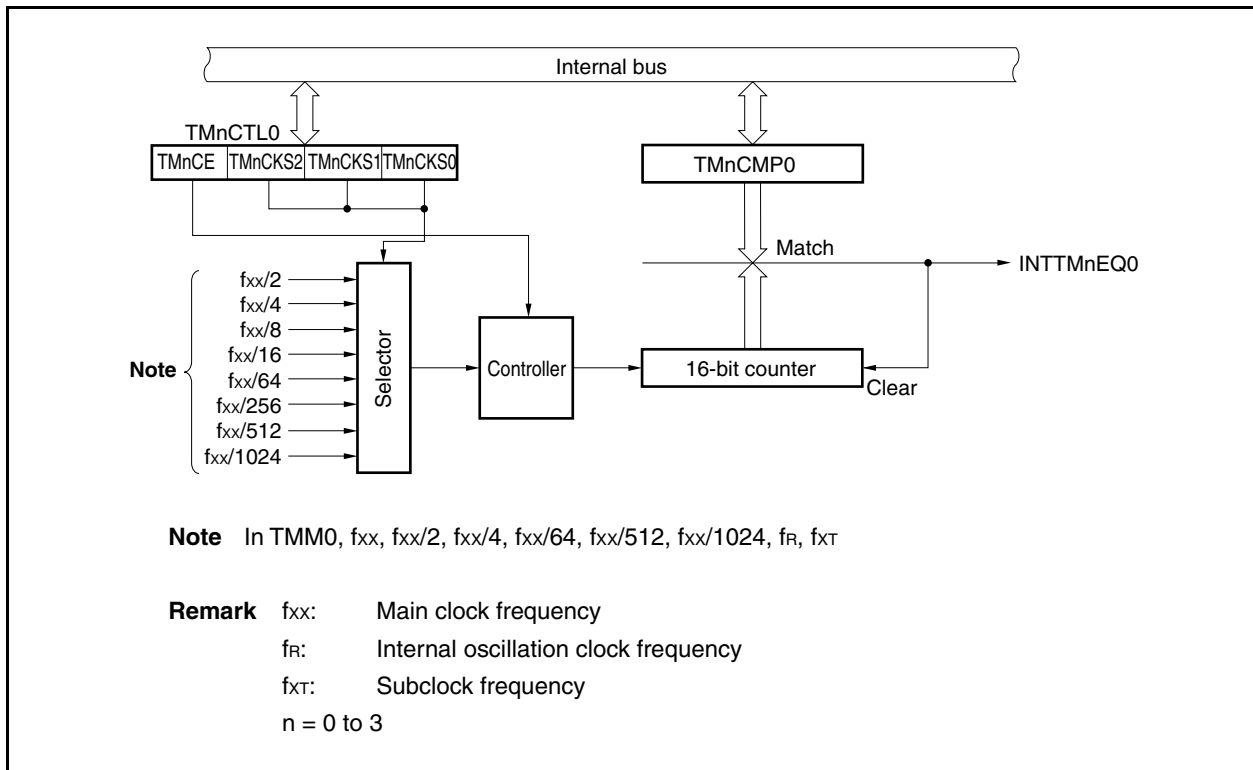 Internal bus
TMnCTL0
TMnCE TMnCKS2 TMnCKS1 TMnCKS0
TMnCMP0
Match
INTTMnEQ0
fxx/2
fxx/4
fxx/8
fxx/16
fxx/64
fxx/256
fxx/512
fxx/1024
Note
Selector
Controller
16-bit counter
Clear
Note In TMM0, fxx, fxx/2, fxx/4, fxx/64, fxx/512, fxx/1024, fR, fXT
Remark fxx: Main clock frequency
fR: Internal oscillation clock frequency
fXT: Subclock frequency
n = 0 to 3